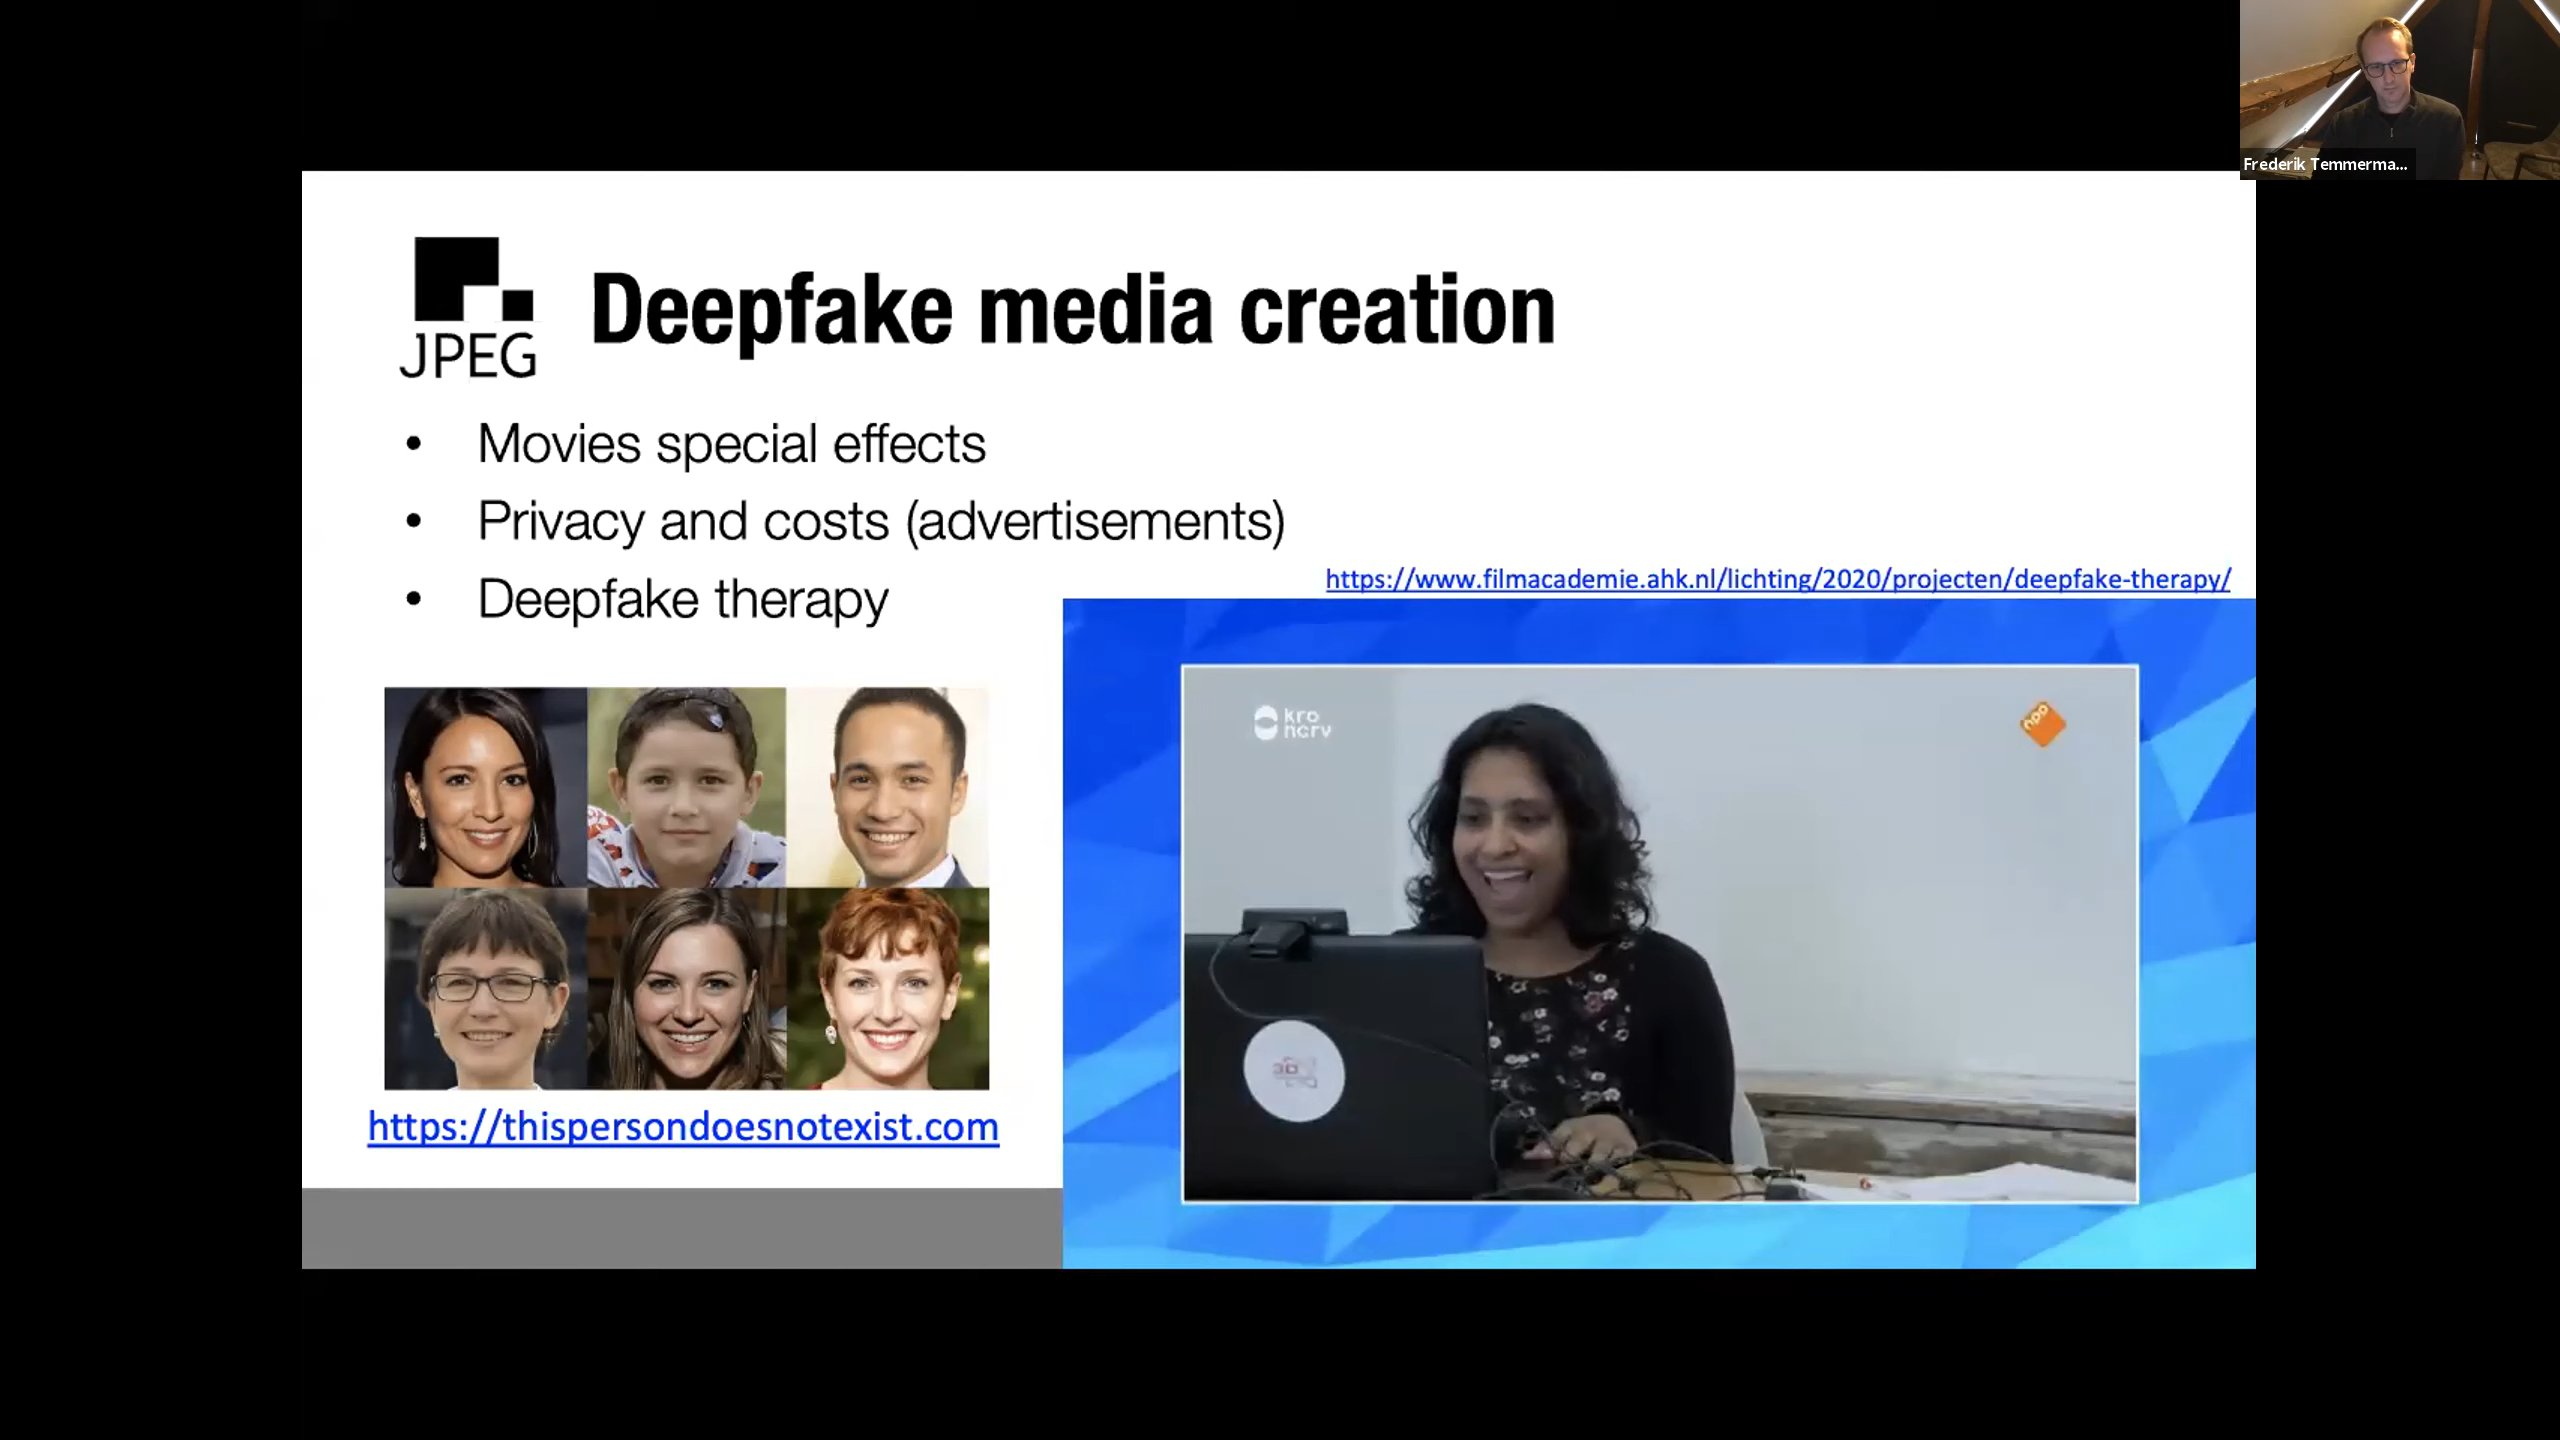 Frederik Temmerma...
JPEG
Deepfake media creation
• Movies special effects
• Privacy and costs (advertisements)
• Deepfake therapy
https://www.filmacademie.ahk.nl/lichting/2020/projecten/deepfake-therapy/
kro
ncrv
npo
https://thispersondoesnotexist.com